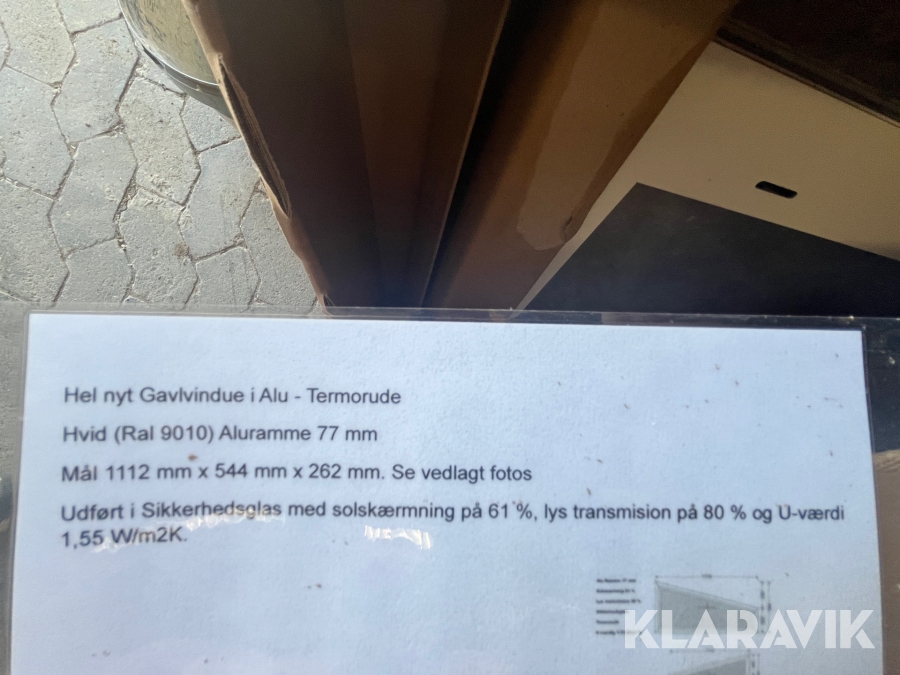 Hel nyt Gavlvindue i Alu - Termorude
Hvid (Ral 9010) Aluramme 77 mm
Mål 1112 mm x 544 mm x 262 mm. Se vedlagt fotos
Udført i Sikkerhedsglas med solskærmning på 61 %, lys transmision på 80 % og U-værdi
1,55 W/m2K.
KLARAVIK